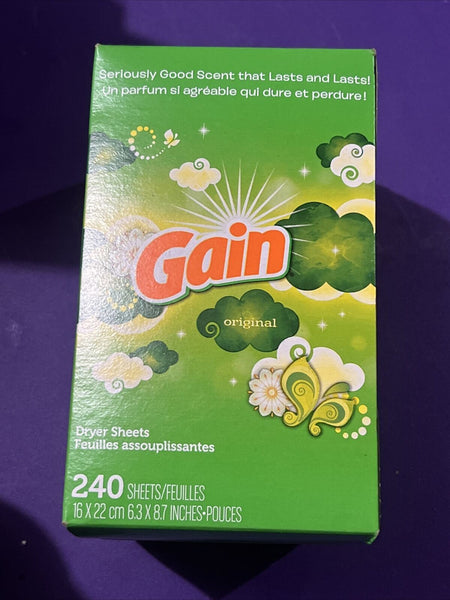 Seriously Good Scent that Lasts and Lasts!
Un parfum si agréable qui dure et perdure!
Gain
original
Dryer Sheets
Feuilles assouplissantes
240 SHEETS/FEUILLES
16 X 22 cm 6.3 X 8.7 INCHES•POUCES